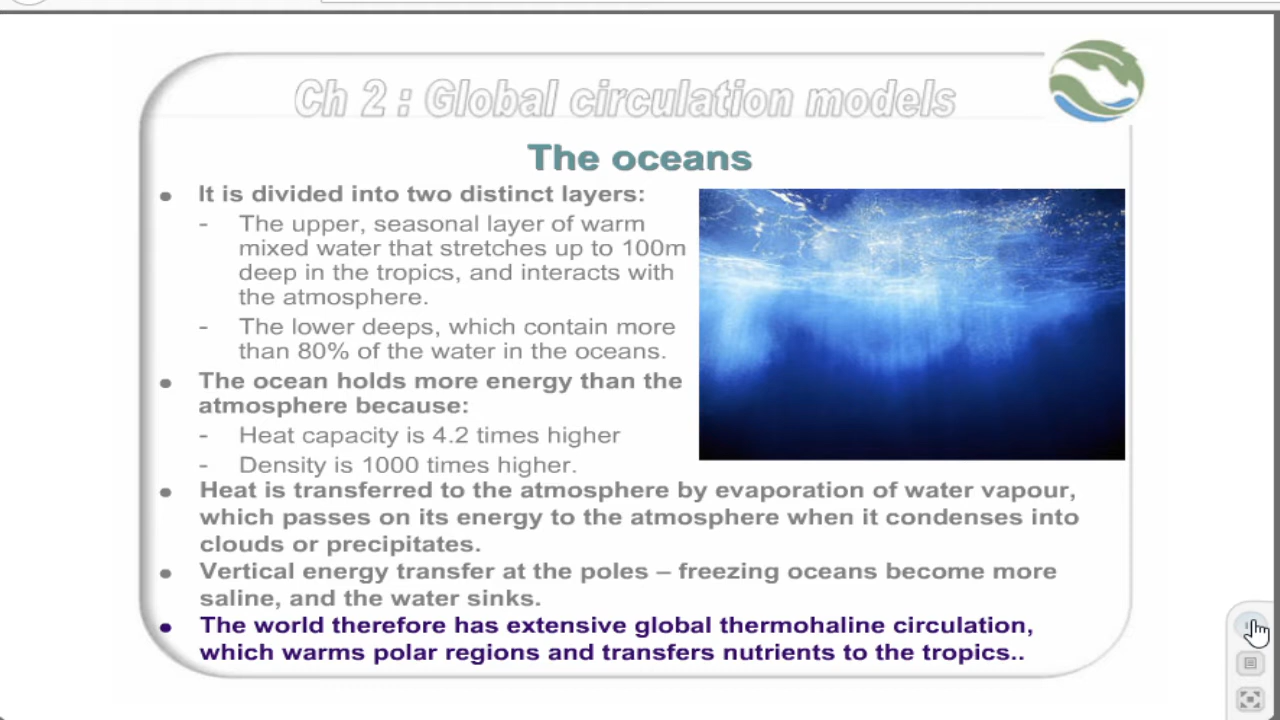 Ch 2 : Global circulation models
The oceans
• It is divided into two distinct layers:
- The upper, seasonal layer of warm
mixed water that stretches up to 100m
deep in the tropics, and interacts with
the atmosphere.
- The lower deeps, which contain more
than 80% of the water in the oceans.
• The ocean holds more energy than the
atmosphere because:
- Heat capacity is 4.2 times higher
- Density is 1000 times higher.
• Heat is transferred to the atmosphere by evaporation of water vapour,
which passes on its energy to the atmosphere when it condenses into
clouds or precipitates.
• Vertical energy transfer at the poles – freezing oceans become more
saline, and the water sinks.
• The world therefore has extensive global thermohaline circulation,
which warms polar regions and transfers nutrients to the tropics..